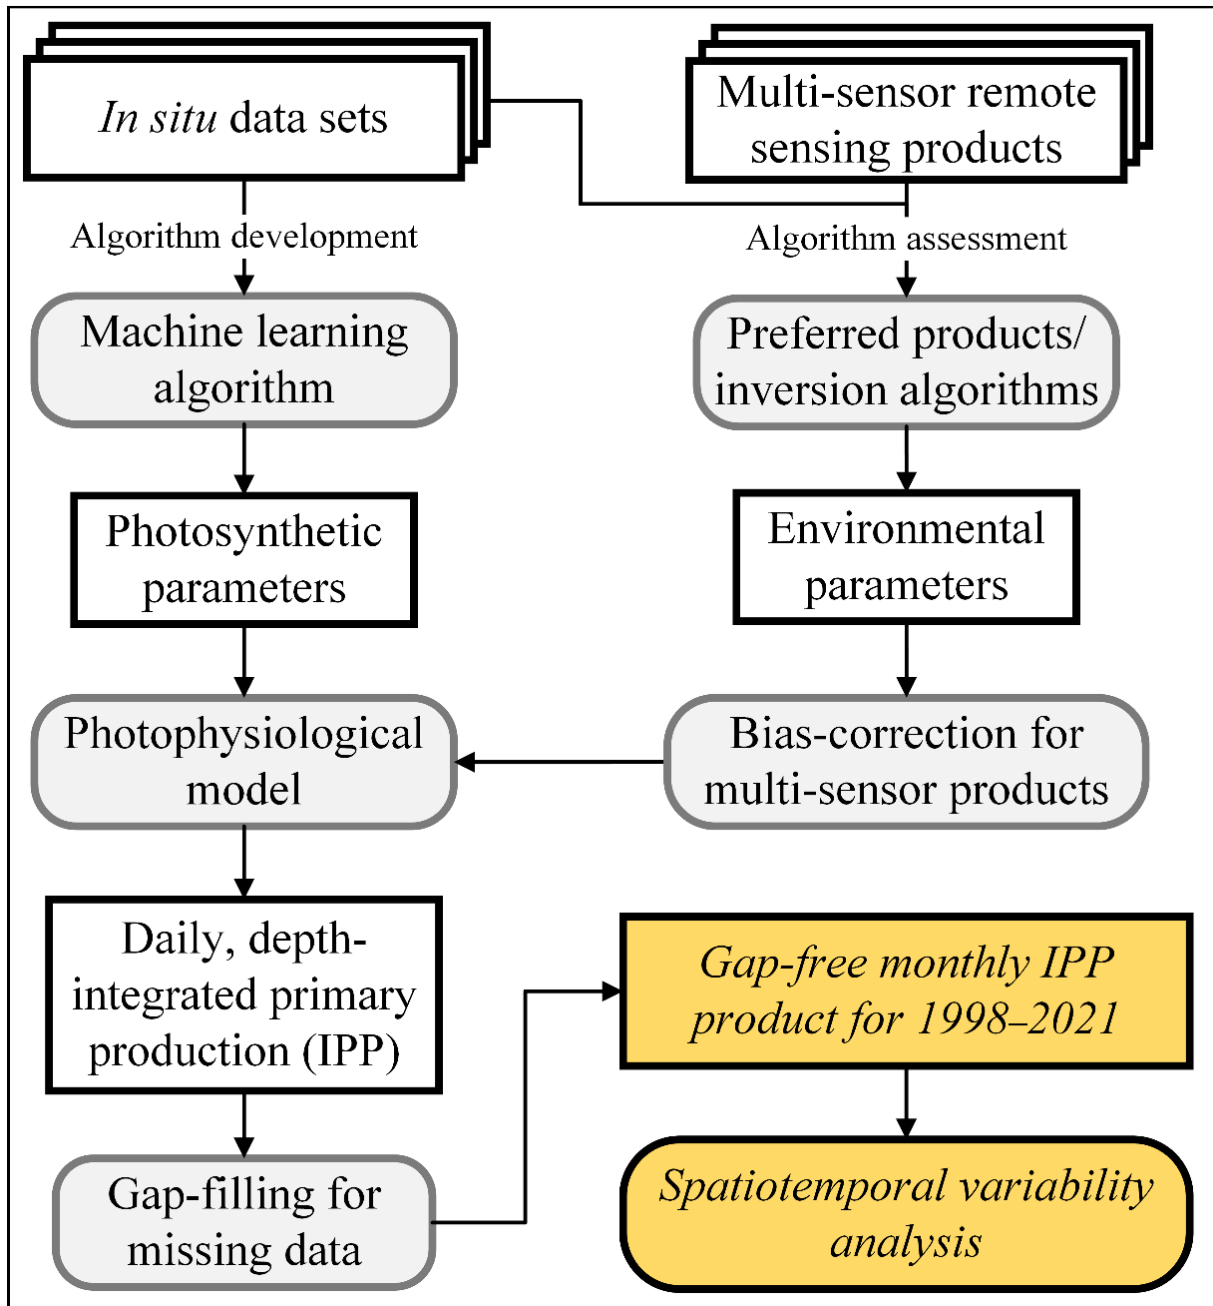 In situ data sets
Multi-sensor remote
sensing products
Algorithm development
Algorithm assessment
Machine learning
algorithm
Preferred products/
inversion algorithms
Photosynthetic
parameters
Environmental
parameters
Photophysiological
model
Bias-correction for
multi-sensor products
Daily, depth-
integrated primary
production (IPP)
Gap-free monthly IPP
product for 1998–2021
Gap-filling for
missing data
Spatiotemporal variability
analysis